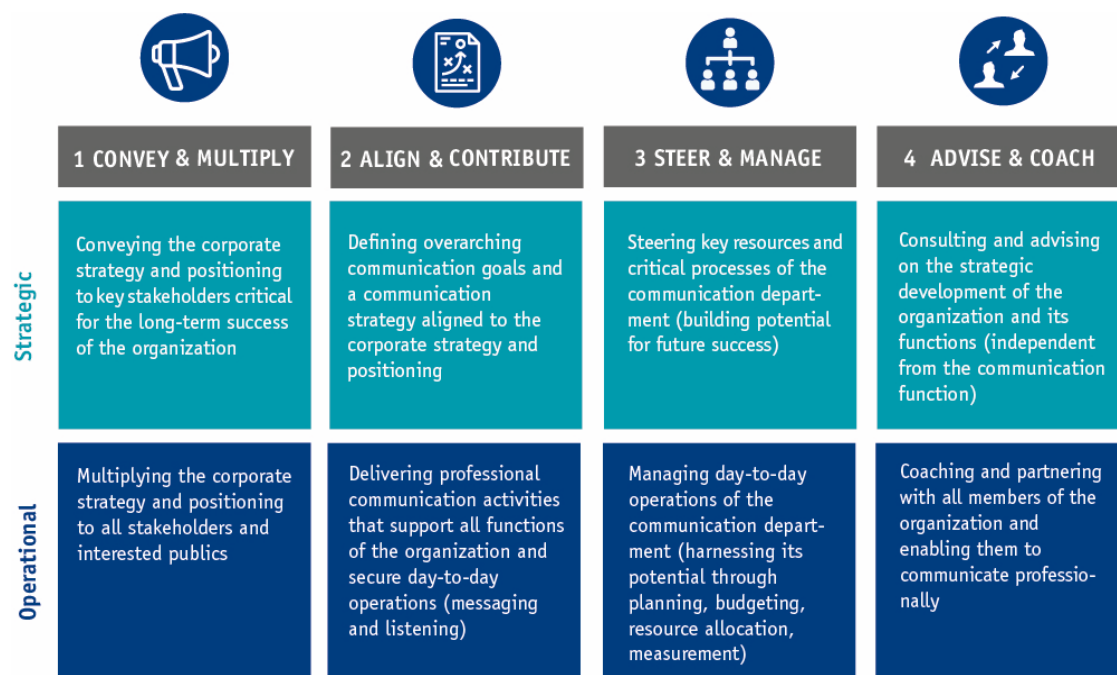 1 CONVEY & MULTIPLY
2 ALIGN & CONTRIBUTE
3 STEER & MANAGE
4 ADVISE & COACH
Strategic
Conveying the corporate
strategy and positioning
to key stakeholders critical
for the long-term success
of the organization
Defining overarching
communication goals and
a communication
strategy aligned to the
corporate strategy and
positioning
Steering key resources and
critical processes of the
communication depart-
ment (building potential
for future success)
Consulting and advising
on the strategic
development of the
organization and its
functions (independent
from the communication
function)
Operational
Multiplying the corporate
strategy and positioning
to all stakeholders and
interested publics
Delivering professional
communication activities
that support all functions
of the organization and
secure day-to-day
operations (messaging
and listening)
Managing day-to-day
operations of the
communication depart-
ment (harnessing its
potential through
planning, budgeting,
resource allocation,
measurement)
Coaching and partnering
with all members of the
organization and
enabling them to
communicate professio-
nally